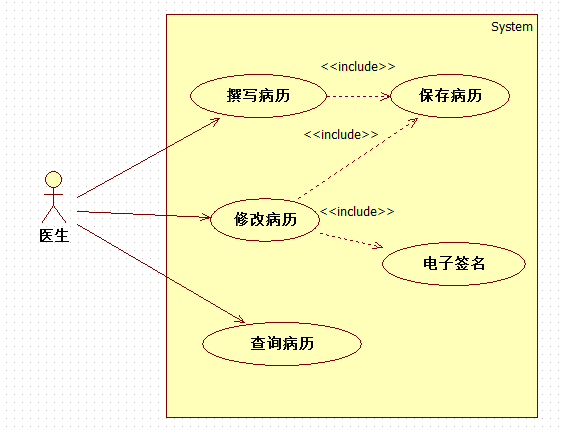 System
<<include>>
撰写病历
保存病历
<<include>>
修改病历
<<include>>
医生
电子签名
查询病历